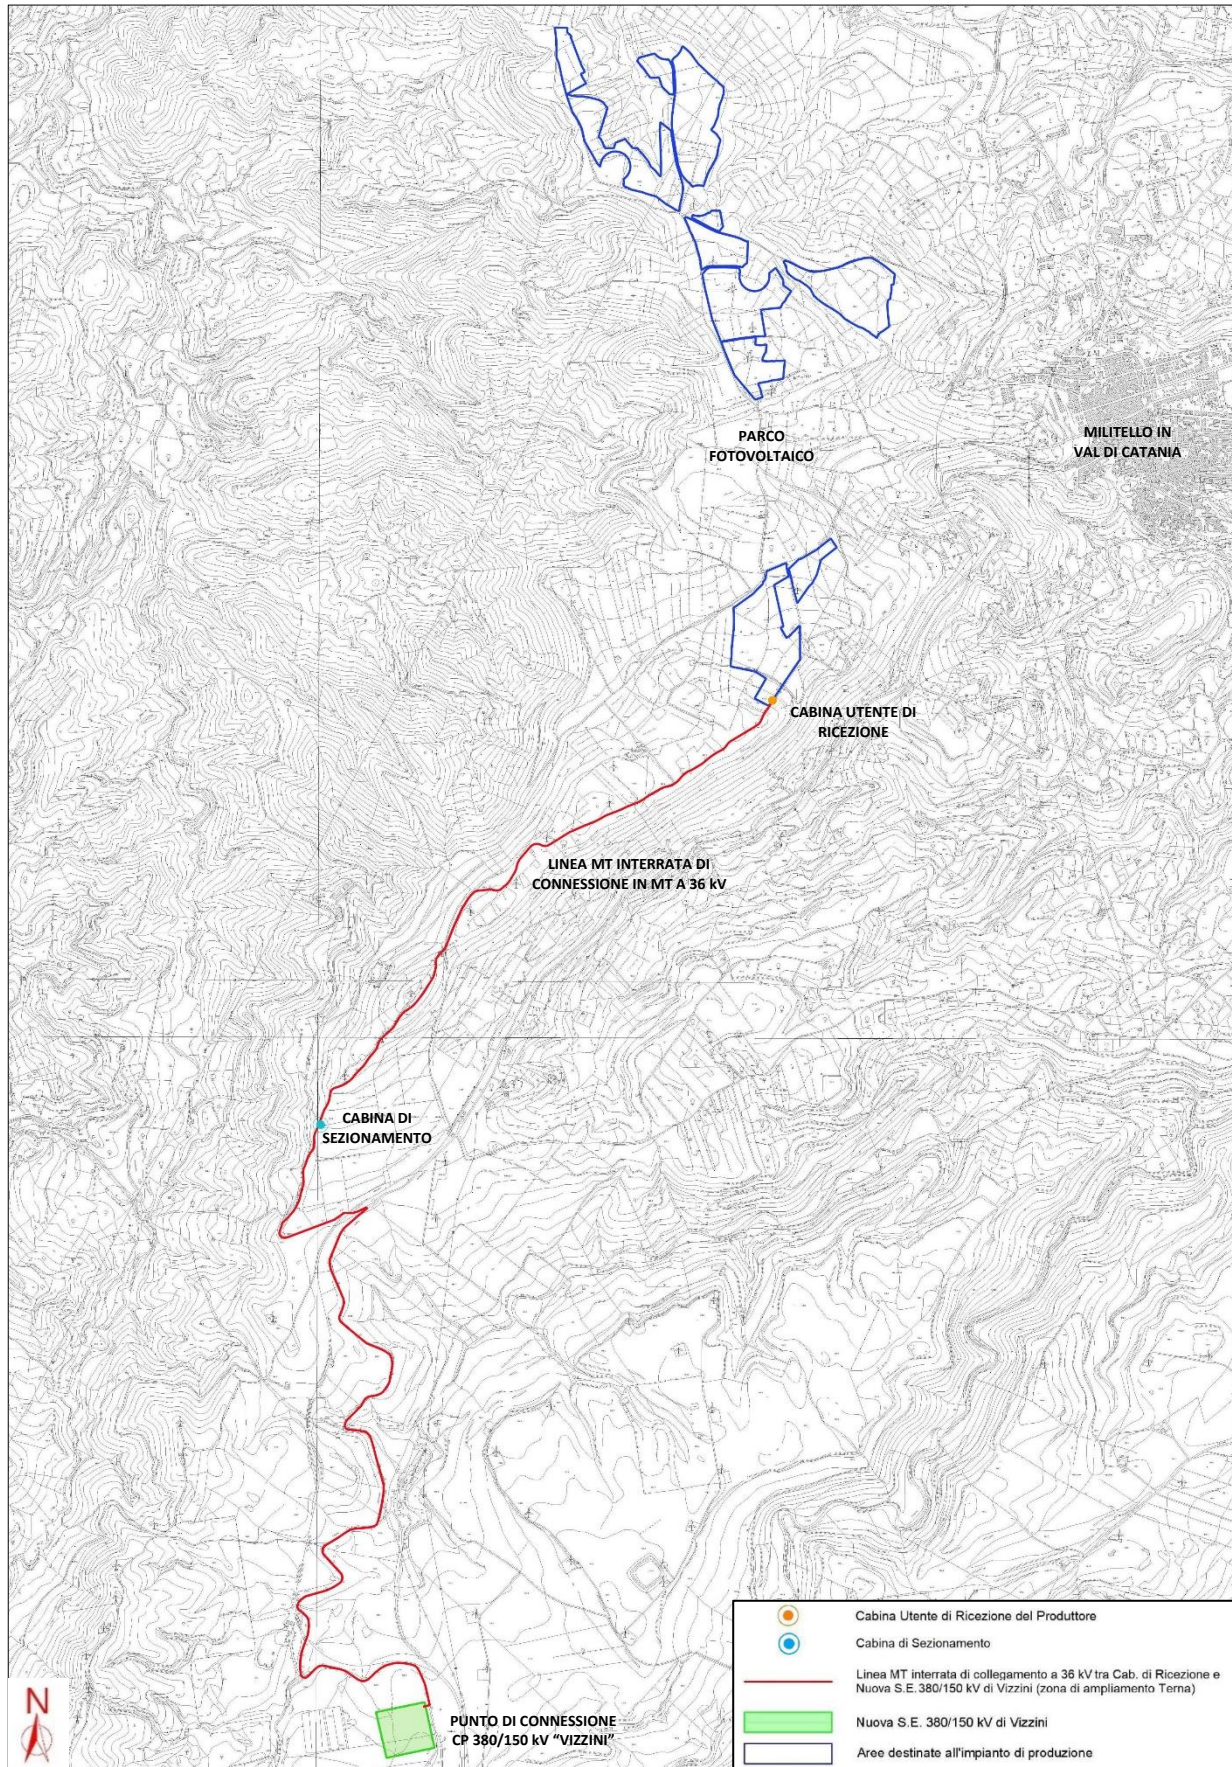 PARCO
FOTOVOLTAICO
MILITELLO IN
VAL DI CATANIA
CABINA UTENTE DI
RICEZIONE
LINEA MT INTERRATA DI
CONNESSIONE IN MT A 36 kV
CABINA DI
SEZIONAMENTO
PUNTO DI CONNESSIONE
CP 380/150 kV “VIZZINI”
N
Cabina Utente di Ricezione del Produttore
Cabina di Sezionamento
Linea MT interrata di collegamento a 36 kV tra Cab. di Ricezione e
Nuova S.E. 380/150 kV di Vizzini (zona di ampliamento Terna)
Nuova S.E. 380/150 kV di Vizzini
Aree destinate all'impianto di produzione